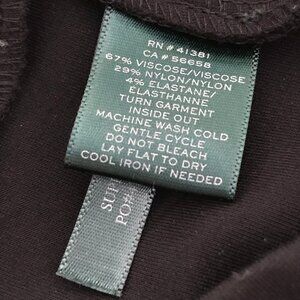 RN# 41381
CA# 56658
67% VISCOSE/VISCOSE
29% NYLON/NYLON
4% ELASTANE/
ELASTHANNE
TURN GARMENT
INSIDE OUT
MACHINE WASH COLD
GENTLE CYCLE
DO NOT BLEACH
LAY FLAT TO DRY
COOL IRON IF NEEDED